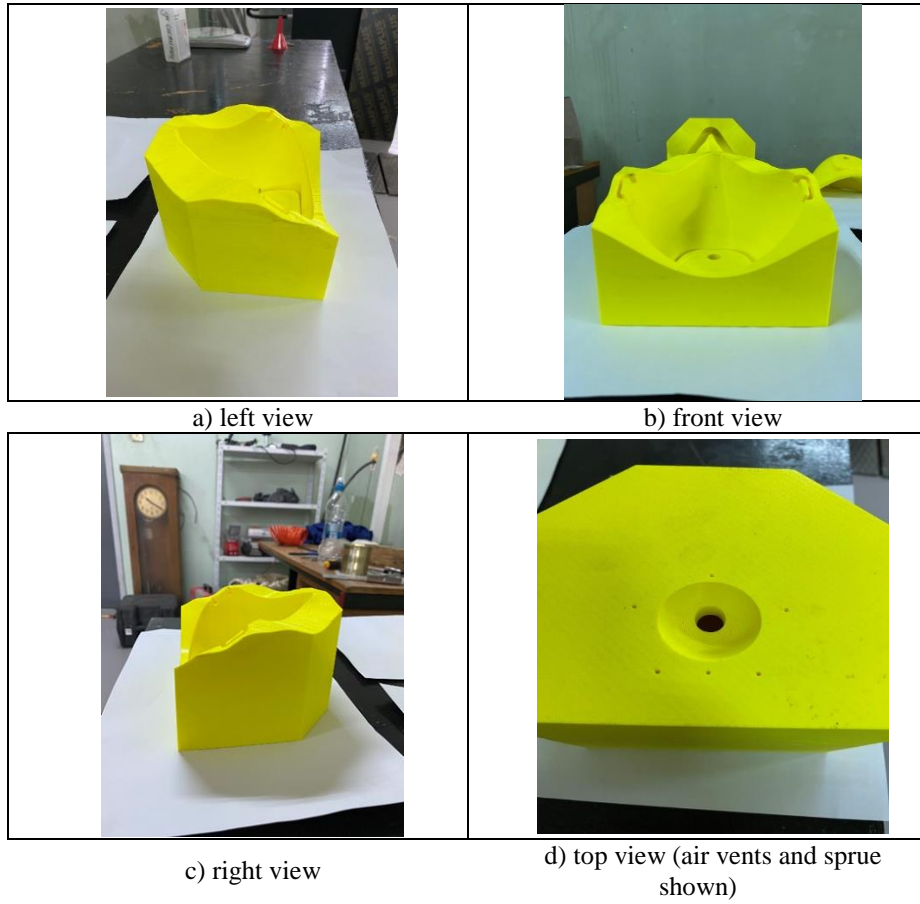 a) left view
b) front view
c) right view
d) top view (air vents and sprue
shown)